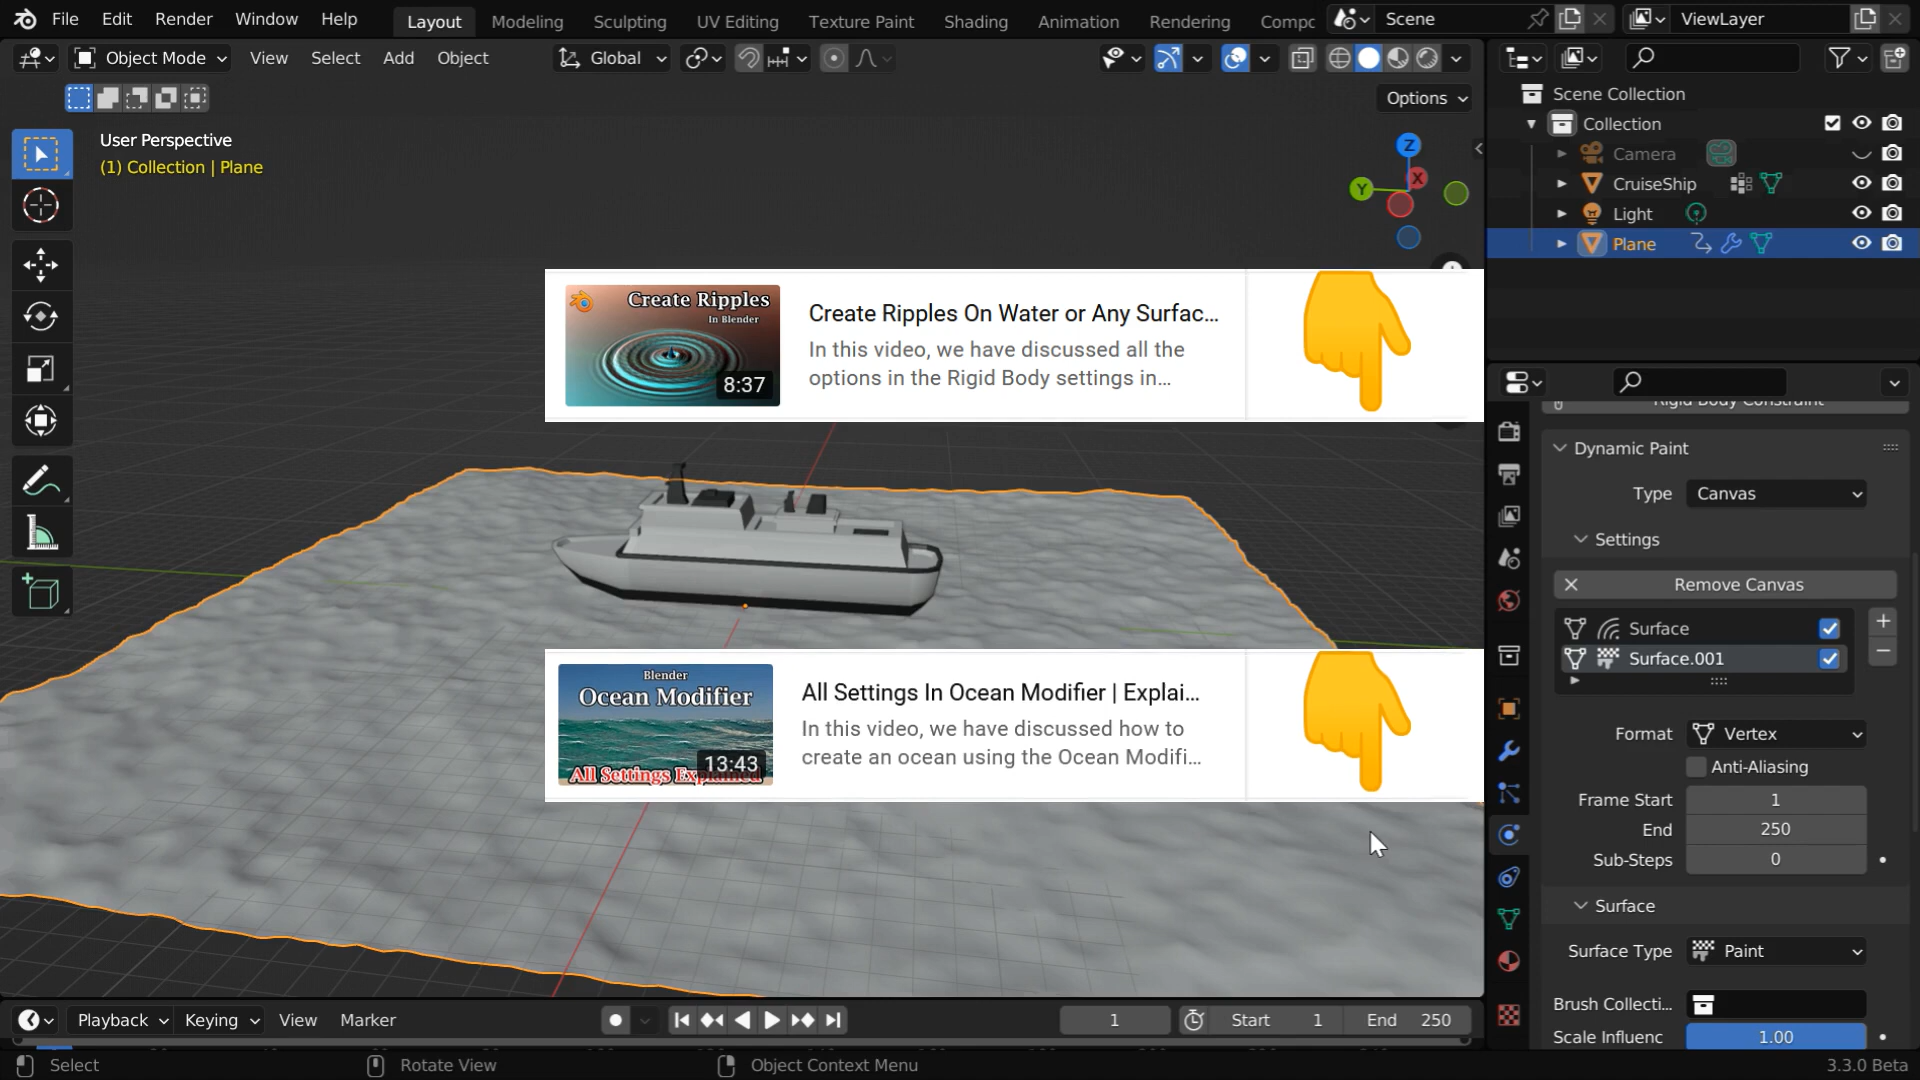 File Edit Render Window Help
Layout Modeling Sculpting UV Editing Texture Paint Shading Animation Rendering Compc
Scene
ViewLayer
Object Mode View Select Add Object
Global
Options
User Perspective
(1) Collection | Plane
Z
X
Y
Scene Collection
Collection
Camera
CruiseShip
Light
Plane
Create Ripples
In Blender
8:37
Create Ripples On Water or Any Surfac...
In this video, we have discussed all the
options in the Rigid Body settings in...
Blender
Ocean Modifier
All Settings Explained
13:43
All Settings In Ocean Modifier | Explai...
In this video, we have discussed how to
create an ocean using the Ocean Modifi...
Rigid Body Constraint
Dynamic Paint
Type Canvas
Settings
Remove Canvas
Surface
Surface.001
Format Vertex
Anti-Aliasing
Frame Start 1
End 250
Sub-Steps 0
Surface
Surface Type Paint
Brush Collecti...
Scale Influenc 1.00
Playback Keying View Marker
1
Start 1
End 250
Select
Rotate View
Object Context Menu
3.3.0 Beta